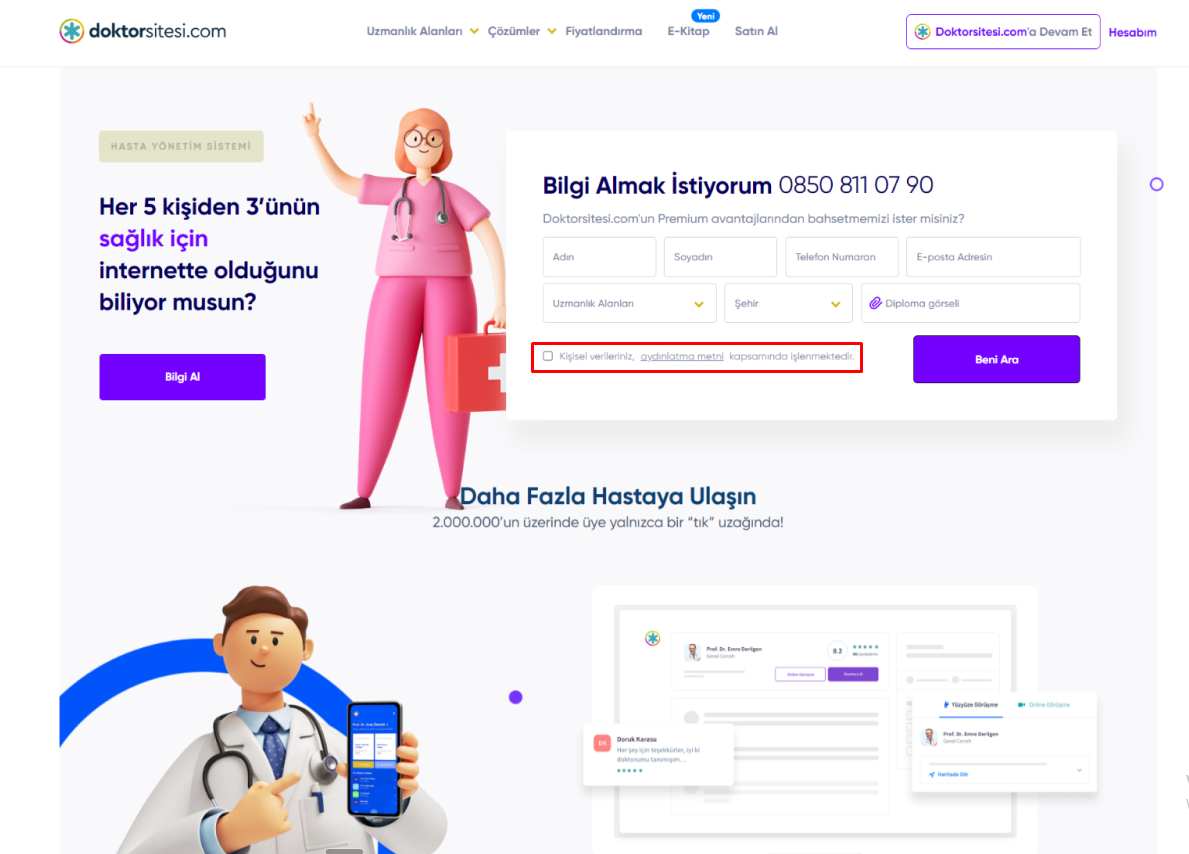 doktorsitesi.com
Uzmanlık Alanları
Çözümler
Fiyatlandırma
Yeni
E-Kitap
Satın Al
Doktorsitesi.com'a Devam Et
Hesabım
HASTA YÖNETİM SİSTEMİ
Her 5 kişiden 3'ünün
sağlık için
internette olduğunu
biliyor musun?
Bilgi Al
Bilgi Almak İstiyorum 0850 811 07 90
Doktorsitesi.com'un Premium avantajlarından bahsetmemizi ister misiniz?
Adın
Soyadın
Telefon Numaran
E-posta Adresin
Uzmanlık Alanları
Şehir
Diploma görseli
Kişisel verileriniz, aydınlatma metni kapsamında işlenmektedir.
Beni Ara
Daha Fazla Hastaya Ulaşın
2.000.000'un üzerinde üye yalnızca bir “tık” uzağında!
Prof. Dr. Emre Derilgen
Genel Cerrah
8.3
Yüzyüze Görüşme
Online Görüşme
Prof. Dr. Emre Derilgen
Genel Cerrah
Haritada Gör
DK
Doruk Karasu
Her şey için teşekkürler, iyi ki
doktorumu tanımışım...